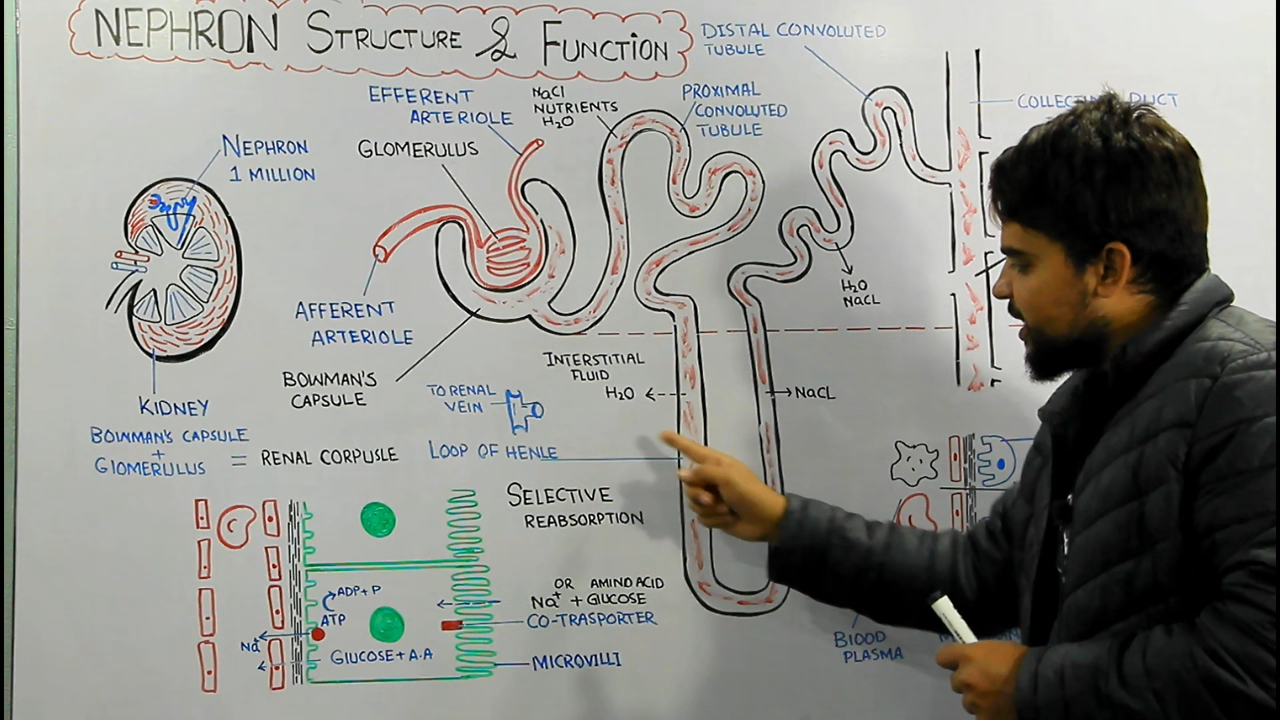 NEPHRON STRUCTURE & FUNCTION
DISTAL CONVOLUTED
TUBULE
EFFERENT
ARTERIOLE
NaCl
NUTRIENTS
H2O
PROXIMAL
CONVOLUTED
TUBULE
GLOMERULUS
NEPHRON
1 MILLION
H2O
NaCL
AFFERENT
ARTERIOLE
BOWMAN'S
CAPSULE
INTERSTITIAL
FLUID
H2O
NaCL
TO RENAL
VEIN
KIDNEY
BOWMAN'S CAPSULE
+
GlOMERULUS
= RENAL CORPUSLE
LOOP OF HENLE
SELECTIVE
REABSORPTION
OR AMINO ACID
Na+ + GLUCOSE
CO-TRASPORTER
MICROVILLI
ADP + P
ATP
Na+
GLUCOSE + A.A
BLOOD
PLASMA